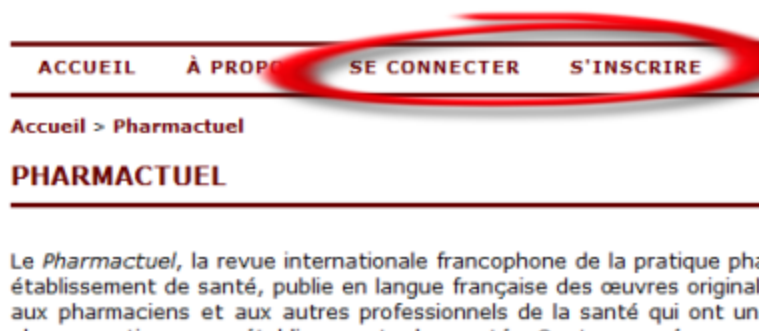 ACCUEIL À PROPO SE CONNECTER S'INSCRIRE
Accueil > Pharmactuel
PHARMACTUEL
Le Pharmactuel, la revue internationale francophone de la pratique pha
établissement de santé, publie en langue française des œuvres original
aux pharmaciens et aux autres professionnels de la santé qui ont un